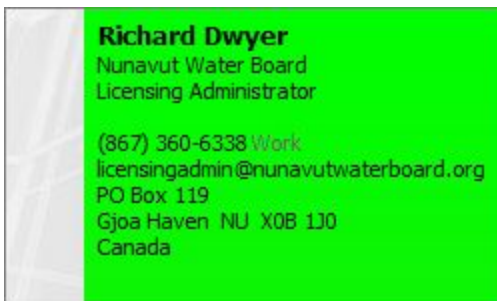 Richard Dwyer
Nunavut Water Board
Licensing Administrator
(867) 360-6338 Work
licensingadmin@nunavutwaterboard.org
PO Box 119
Gjoa Haven NU X0B 1J0
Canada